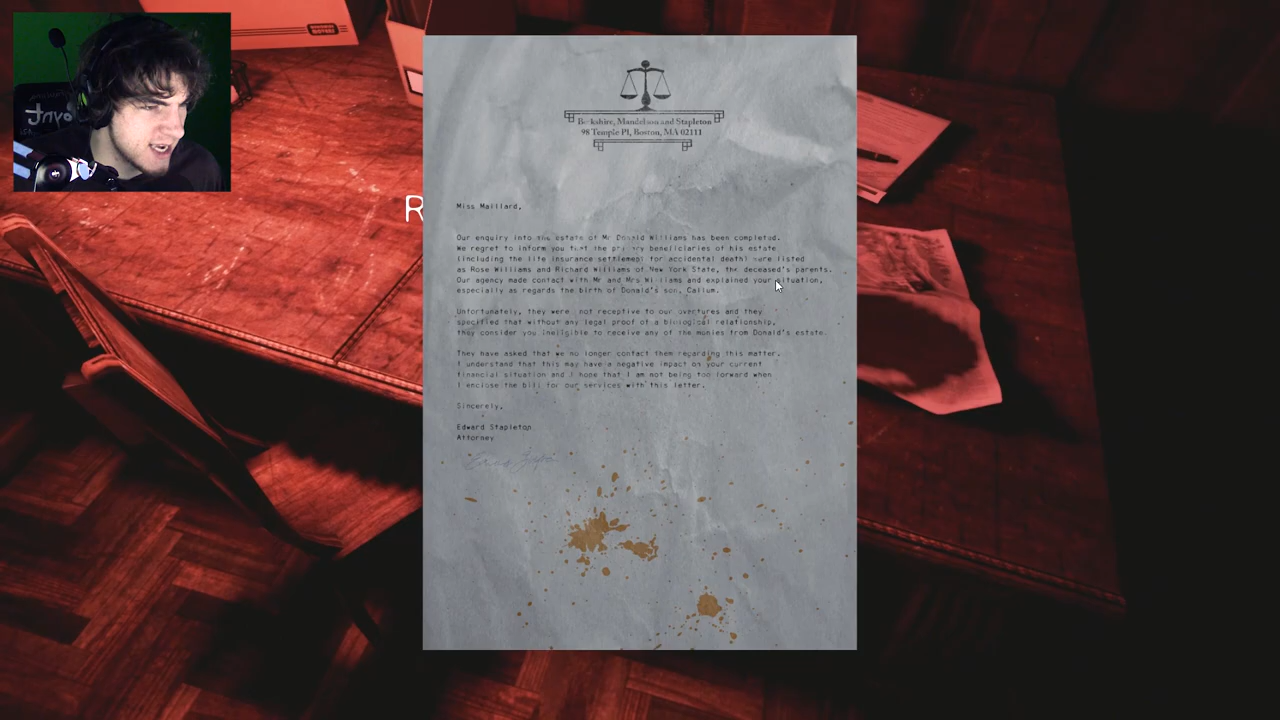 R
Berkshire, Mandelson and Stapleton
98 Temple Pl, Boston, MA 02111
Miss Maillard,
Our enquiry into the estate of Mr Donald Williams has been completed.
We regret to inform you that the primary beneficiaries of his estate
(including the life insurance settlement for accidental death) were listed
as Rose Williams and Richard Williams of New York State, the deceased's parents.
Our agency made contact with Mr and Mrs Williams and explained your situation,
especially as regards the birth of Donald's son, Callum.
Unfortunately, they were not receptive to our overtures and they
specified that without any legal proof of a biological relationship,
they consider you ineligible to receive any of the monies from Donald's estate.
They have asked that we no longer contact them regarding this matter.
I understand that this may have a negative impact on your current
financial situation and I hope that I am not being too forward when
I enclose the bill for our services with this letter.
Sincerely,
Edward Stapleton
Attorney